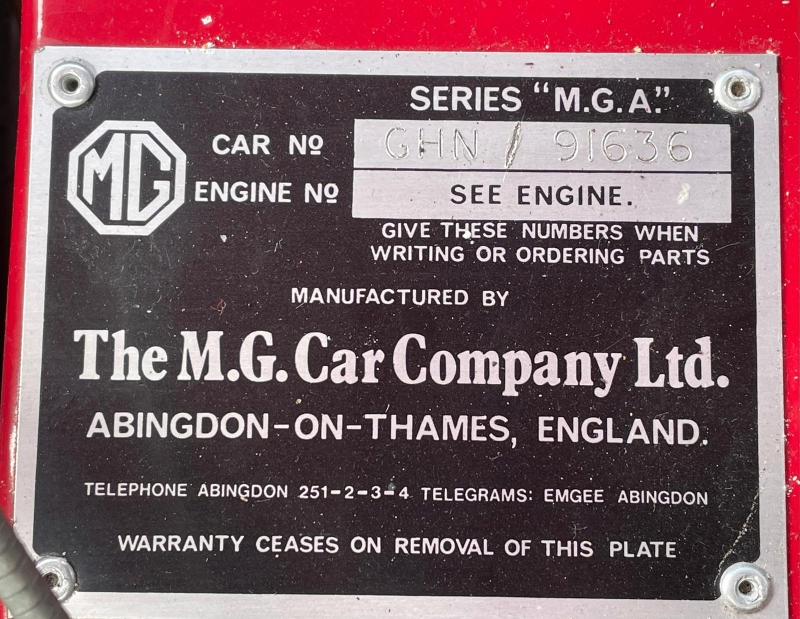 SERIES "M.G.A."
MG
CAR Nº GHN / 91636
ENGINE Nº SEE ENGINE.
GIVE THESE NUMBERS WHEN
WRITING OR ORDERING PARTS
MANUFACTURED BY
The M.G. Car Company Ltd.
ABINGDON-ON-THAMES, ENGLAND.
TELEPHONE ABINGDON 251-2-3-4 TELEGRAMS: EMGEE ABINGDON
WARRANTY CEASES ON REMOVAL OF THIS PLATE